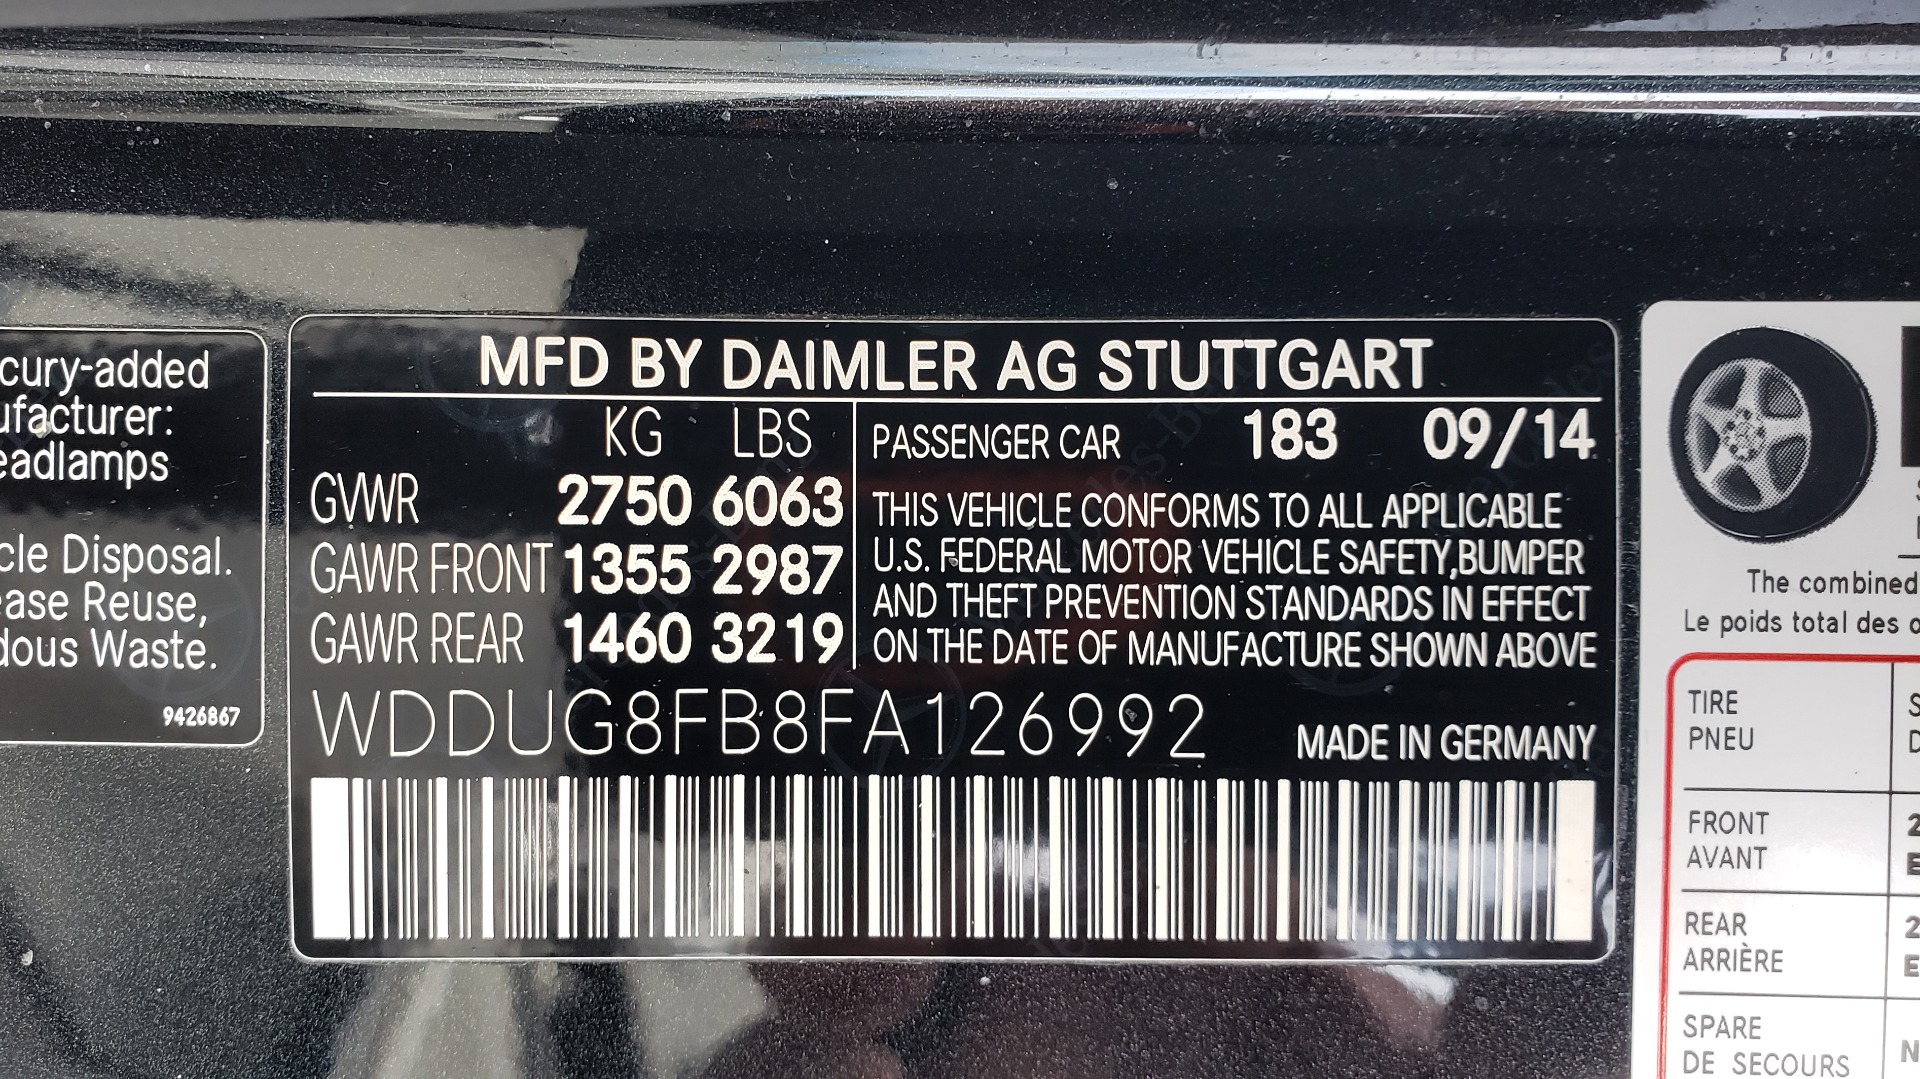 cury-added
ufacturer:
eadlamps
cle Disposal.
ease Reuse,
dous Waste.
9426867
MFD BY DAIMLER AG STUTTGART
KG LBS
GVWR 2750 6063
GAWR FRONT 1355 2987
GAWR REAR 1460 3219
PASSENGER CAR 183 09/14
THIS VEHICLE CONFORMS TO ALL APPLICABLE
U.S. FEDERAL MOTOR VEHICLE SAFETY,BUMPER
AND THEFT PREVENTION STANDARDS IN EFFECT
ON THE DATE OF MANUFACTURE SHOWN ABOVE
WDDUG8FB8FA126992
MADE IN GERMANY
The combined
Le poids total des
TIRE
PNEU
FRONT
AVANT
REAR
ARRIÈRE
SPARE
DE SECOURS